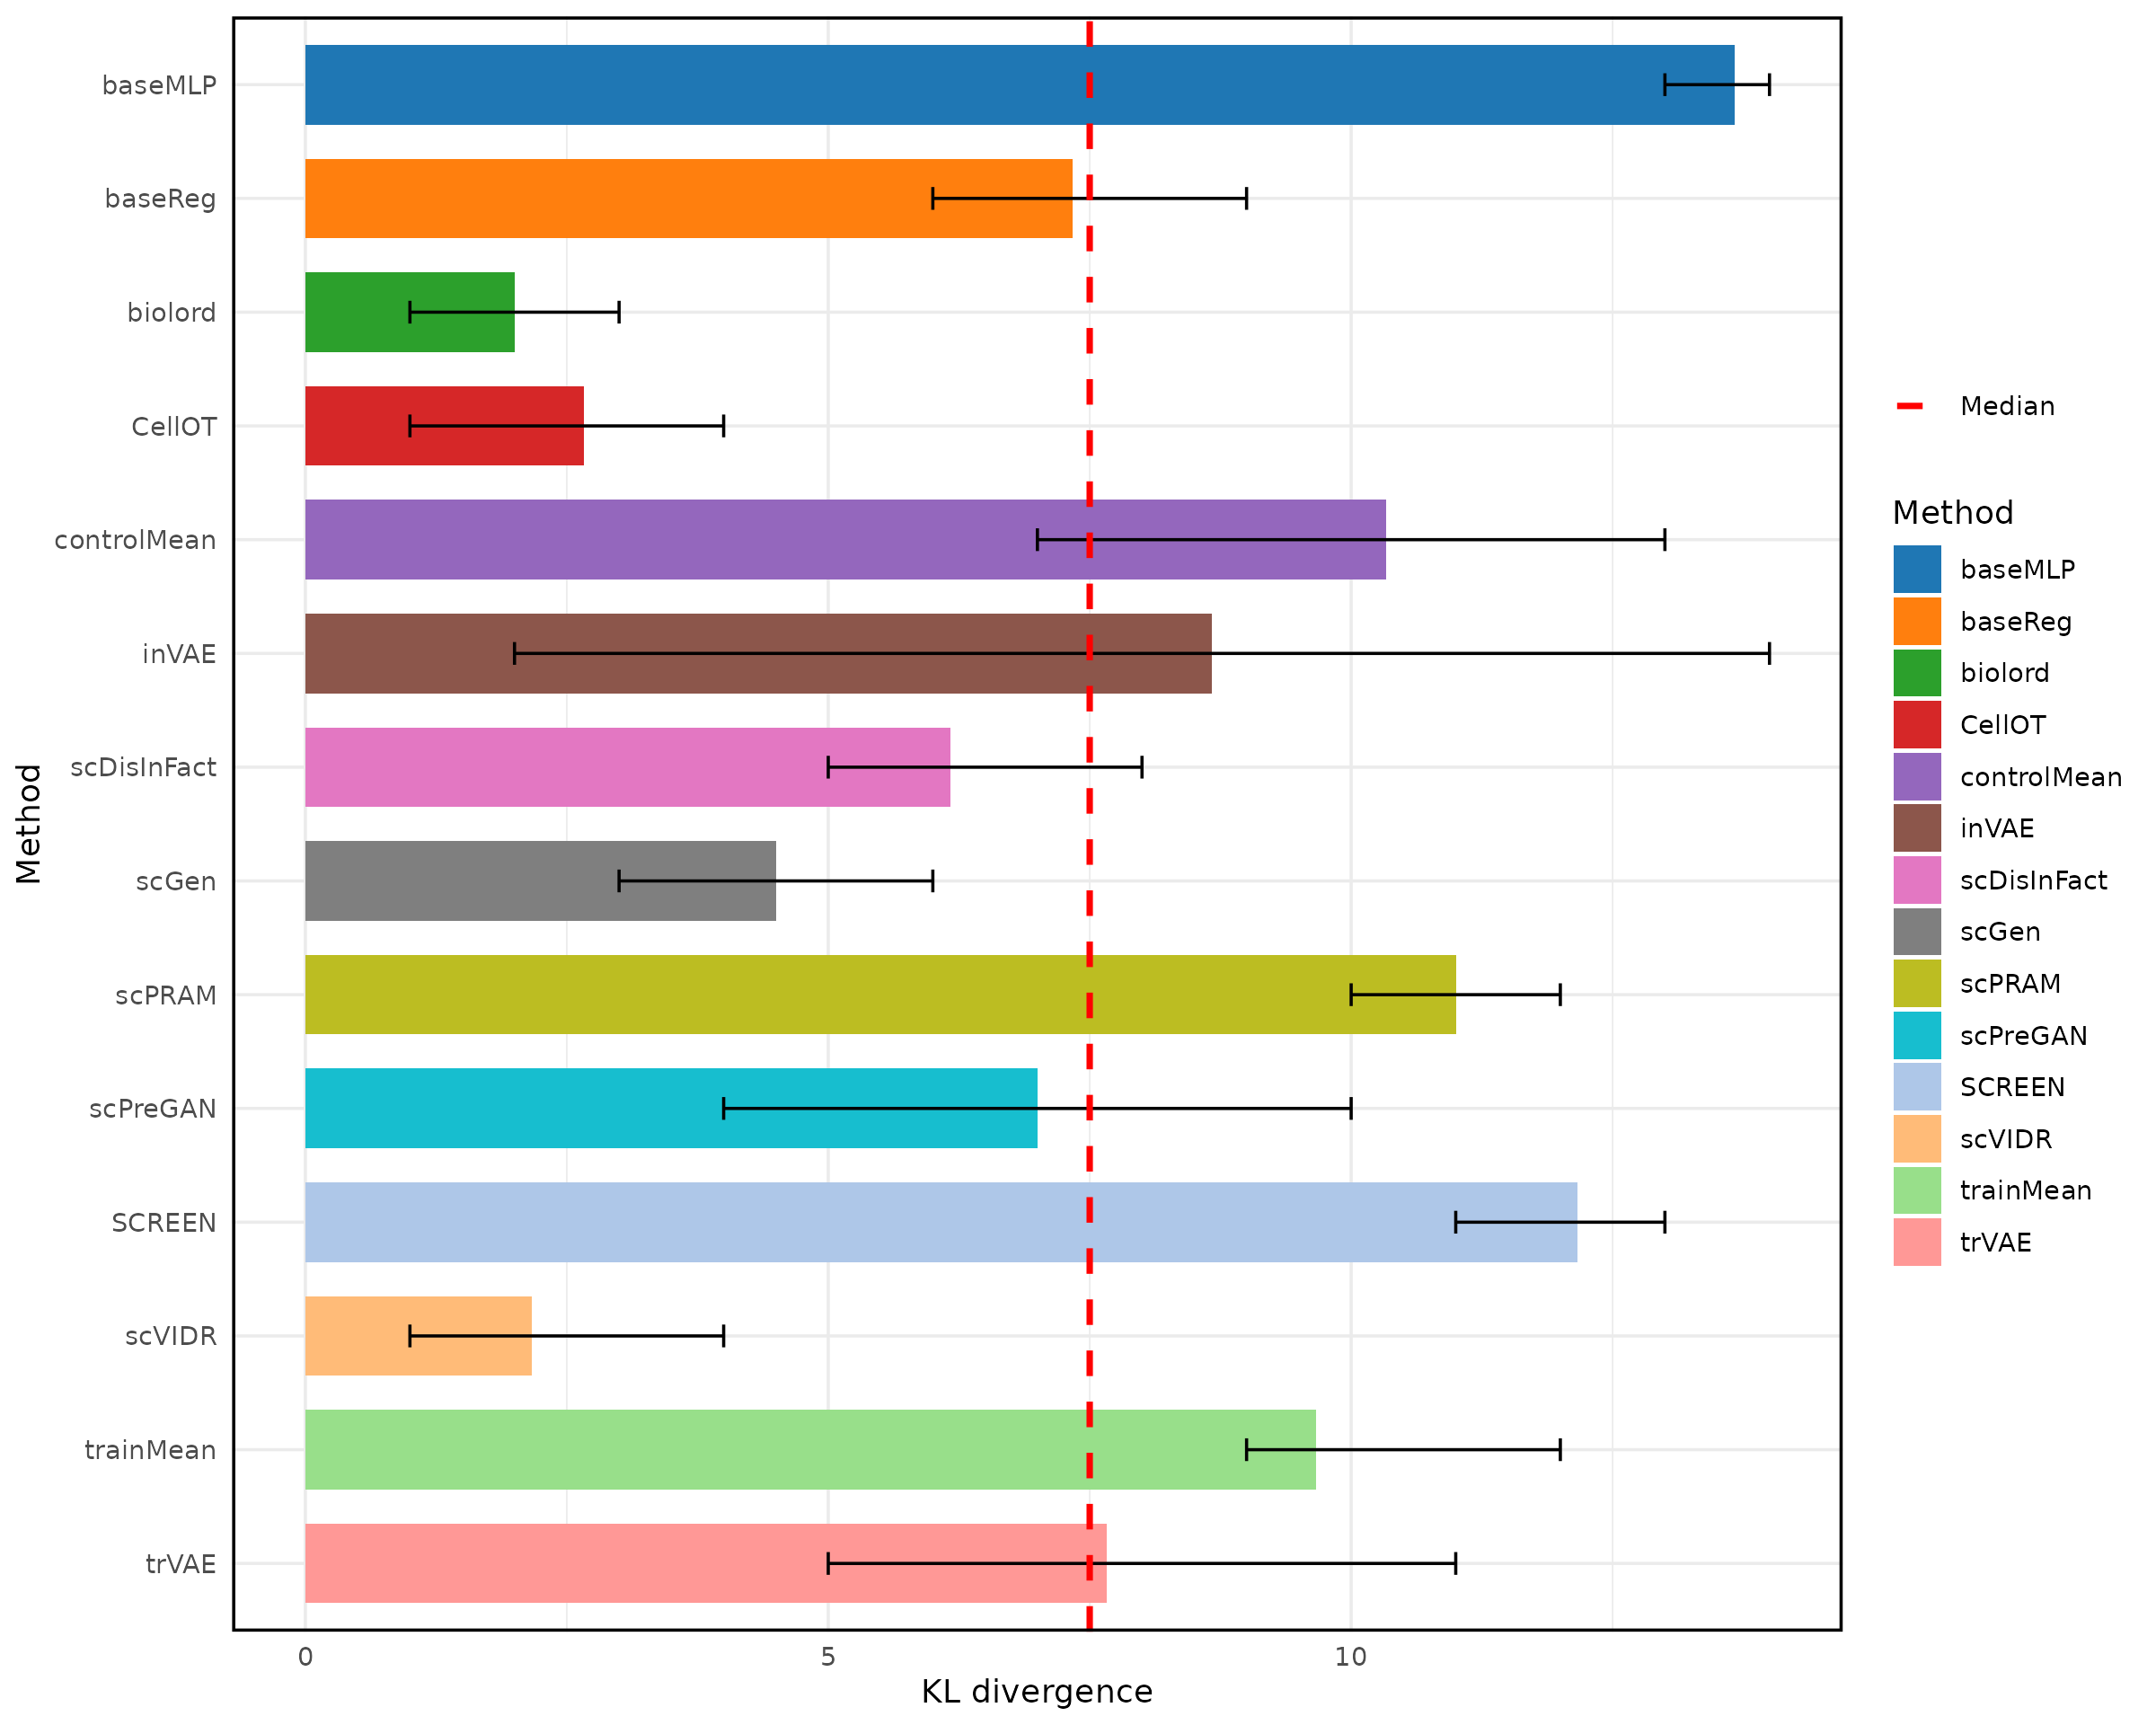 baseMLP
baseReg
biolord
CellOT
controlMean
inVAE
scDisInFact
scGen
scPRAM
scPreGAN
SCREEN
scVIDR
trainMean
trVAE
Method
0 5 10
KL divergence
Median
Method
baseMLP
baseReg
biolord
CellOT
controlMean
inVAE
scDisInFact
scGen
scPRAM
scPreGAN
SCREEN
scVIDR
trainMean
trVAE